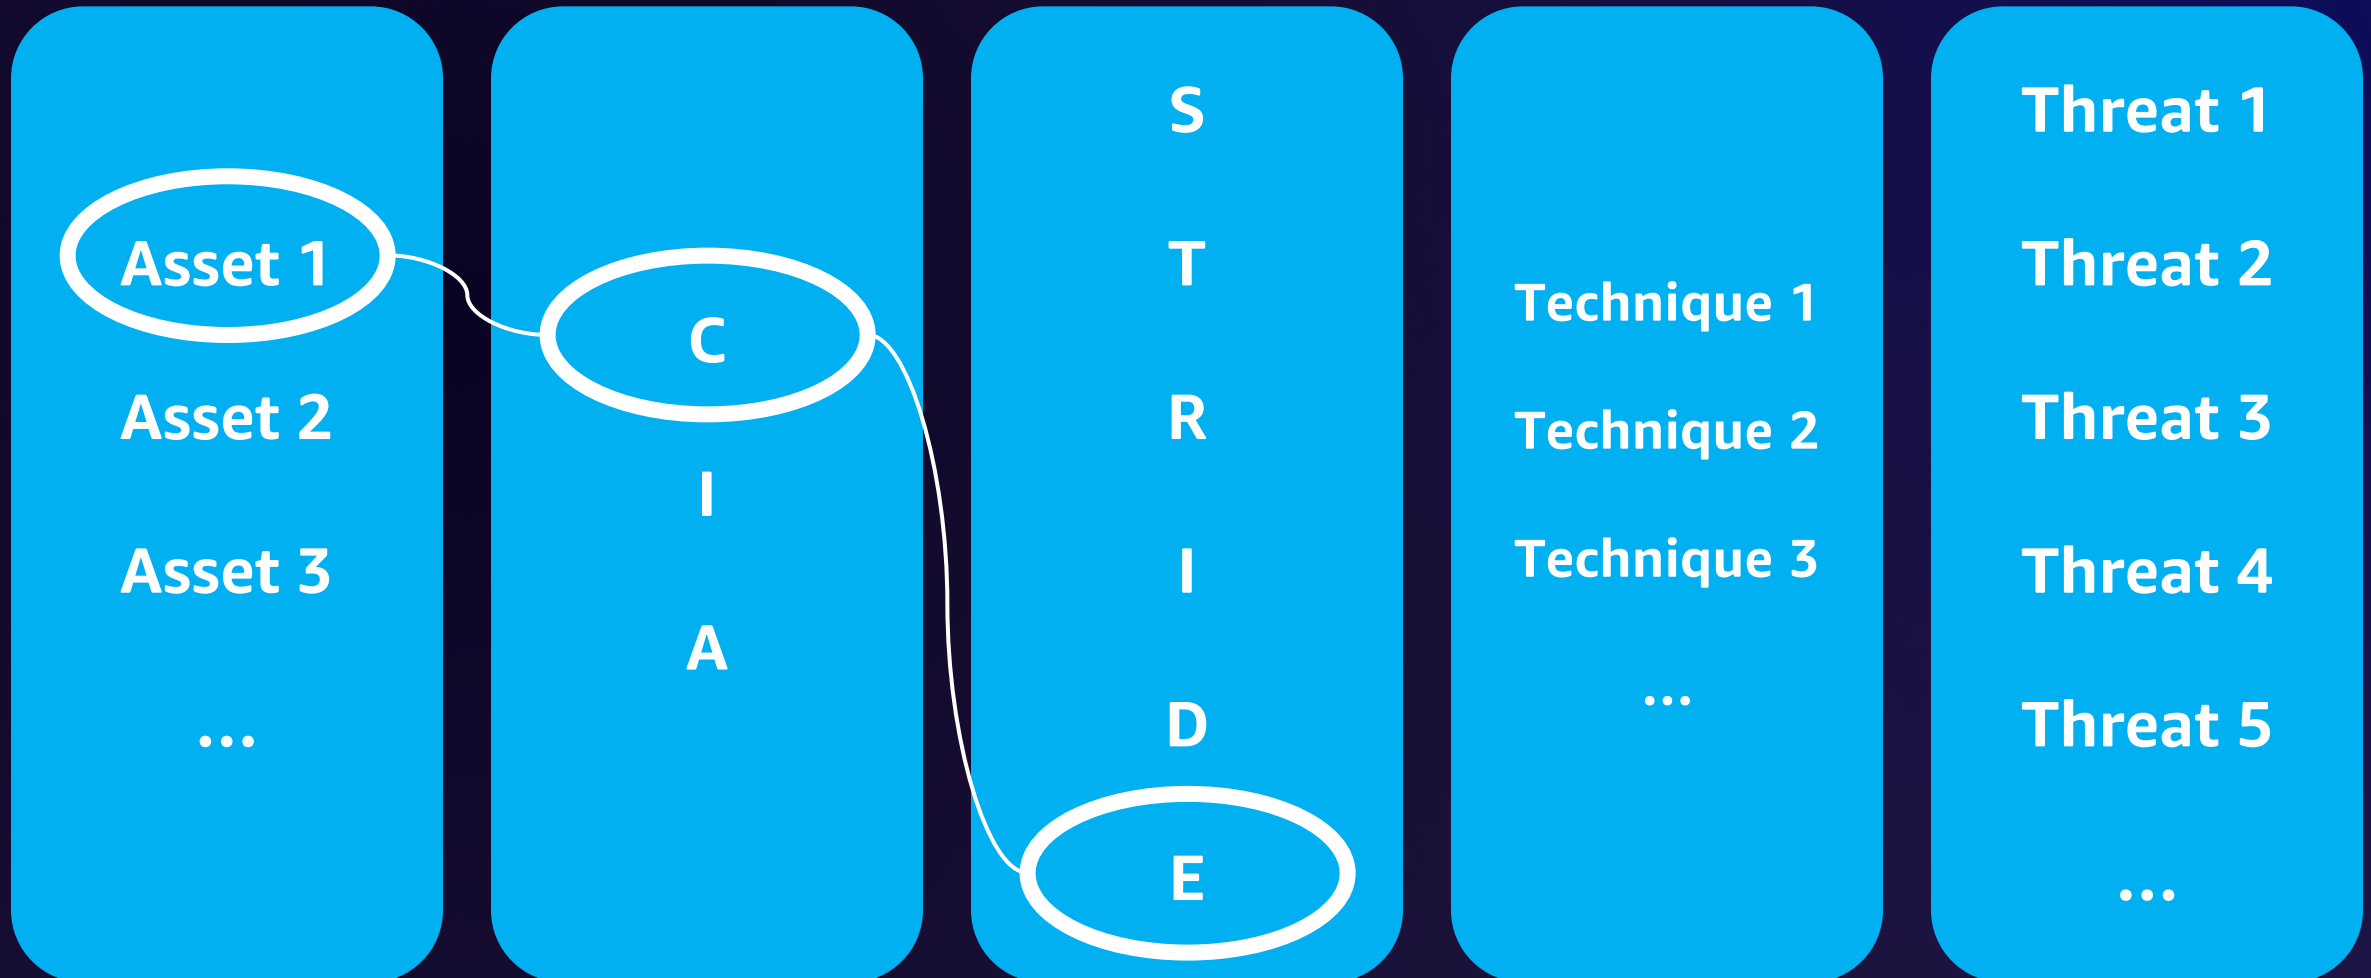 Asset 1
Asset 2
Asset 3
...
C
I
A
S
T
R
I
D
E
Technique 1
Technique 2
Technique 3
...
Threat 1
Threat 2
Threat 3
Threat 4
Threat 5
...